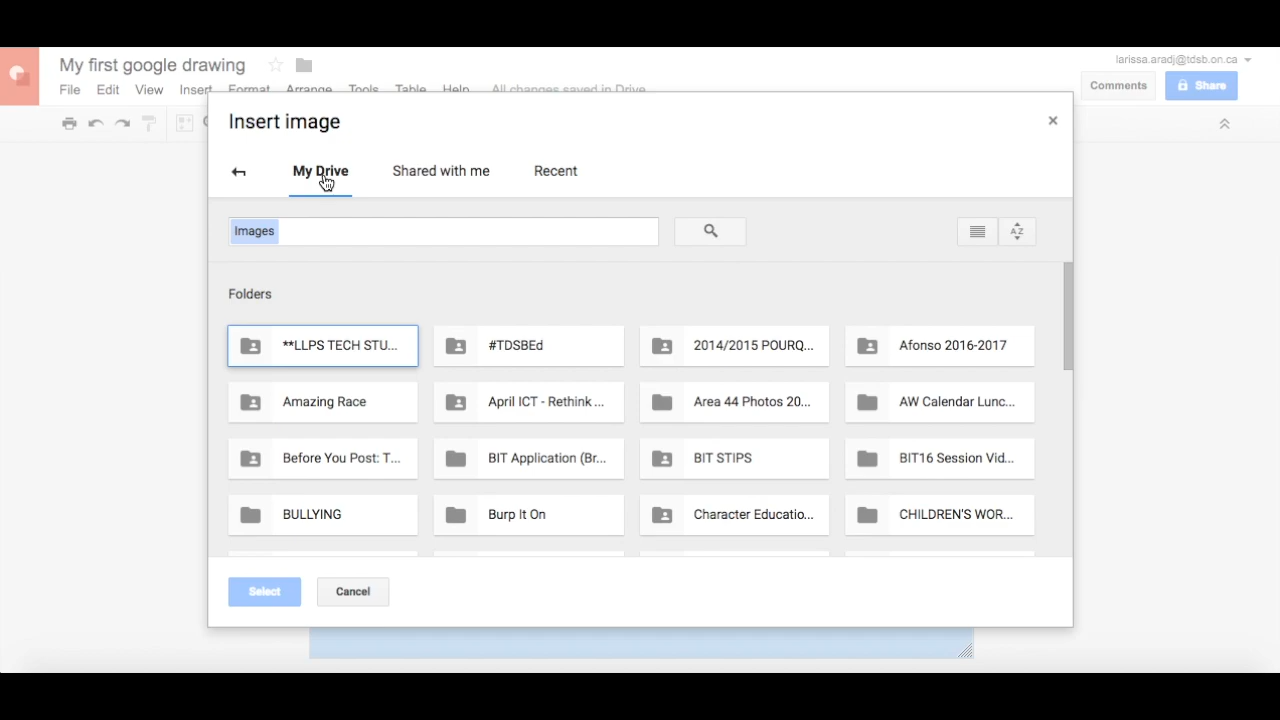 My first google drawing
larissa.aradj@tdsb.on.ca
File Edit View Insert Format Arrange Tools Table Help All changes saved in Drive
Comments
Share
Insert image
My Drive Shared with me Recent
Images
Folders
**LLPS TECH STU... #TDSBEd 2014/2015 POURQ... Afonso 2016-2017
Amazing Race April ICT - Rethink ... Area 44 Photos 20... AW Calendar Lunc...
Before You Post: T... BIT Application (Br... BIT STIPS BIT16 Session Vid...
BULLYING Burp It On Character Educatio... CHILDREN'S WOR...
Select Cancel